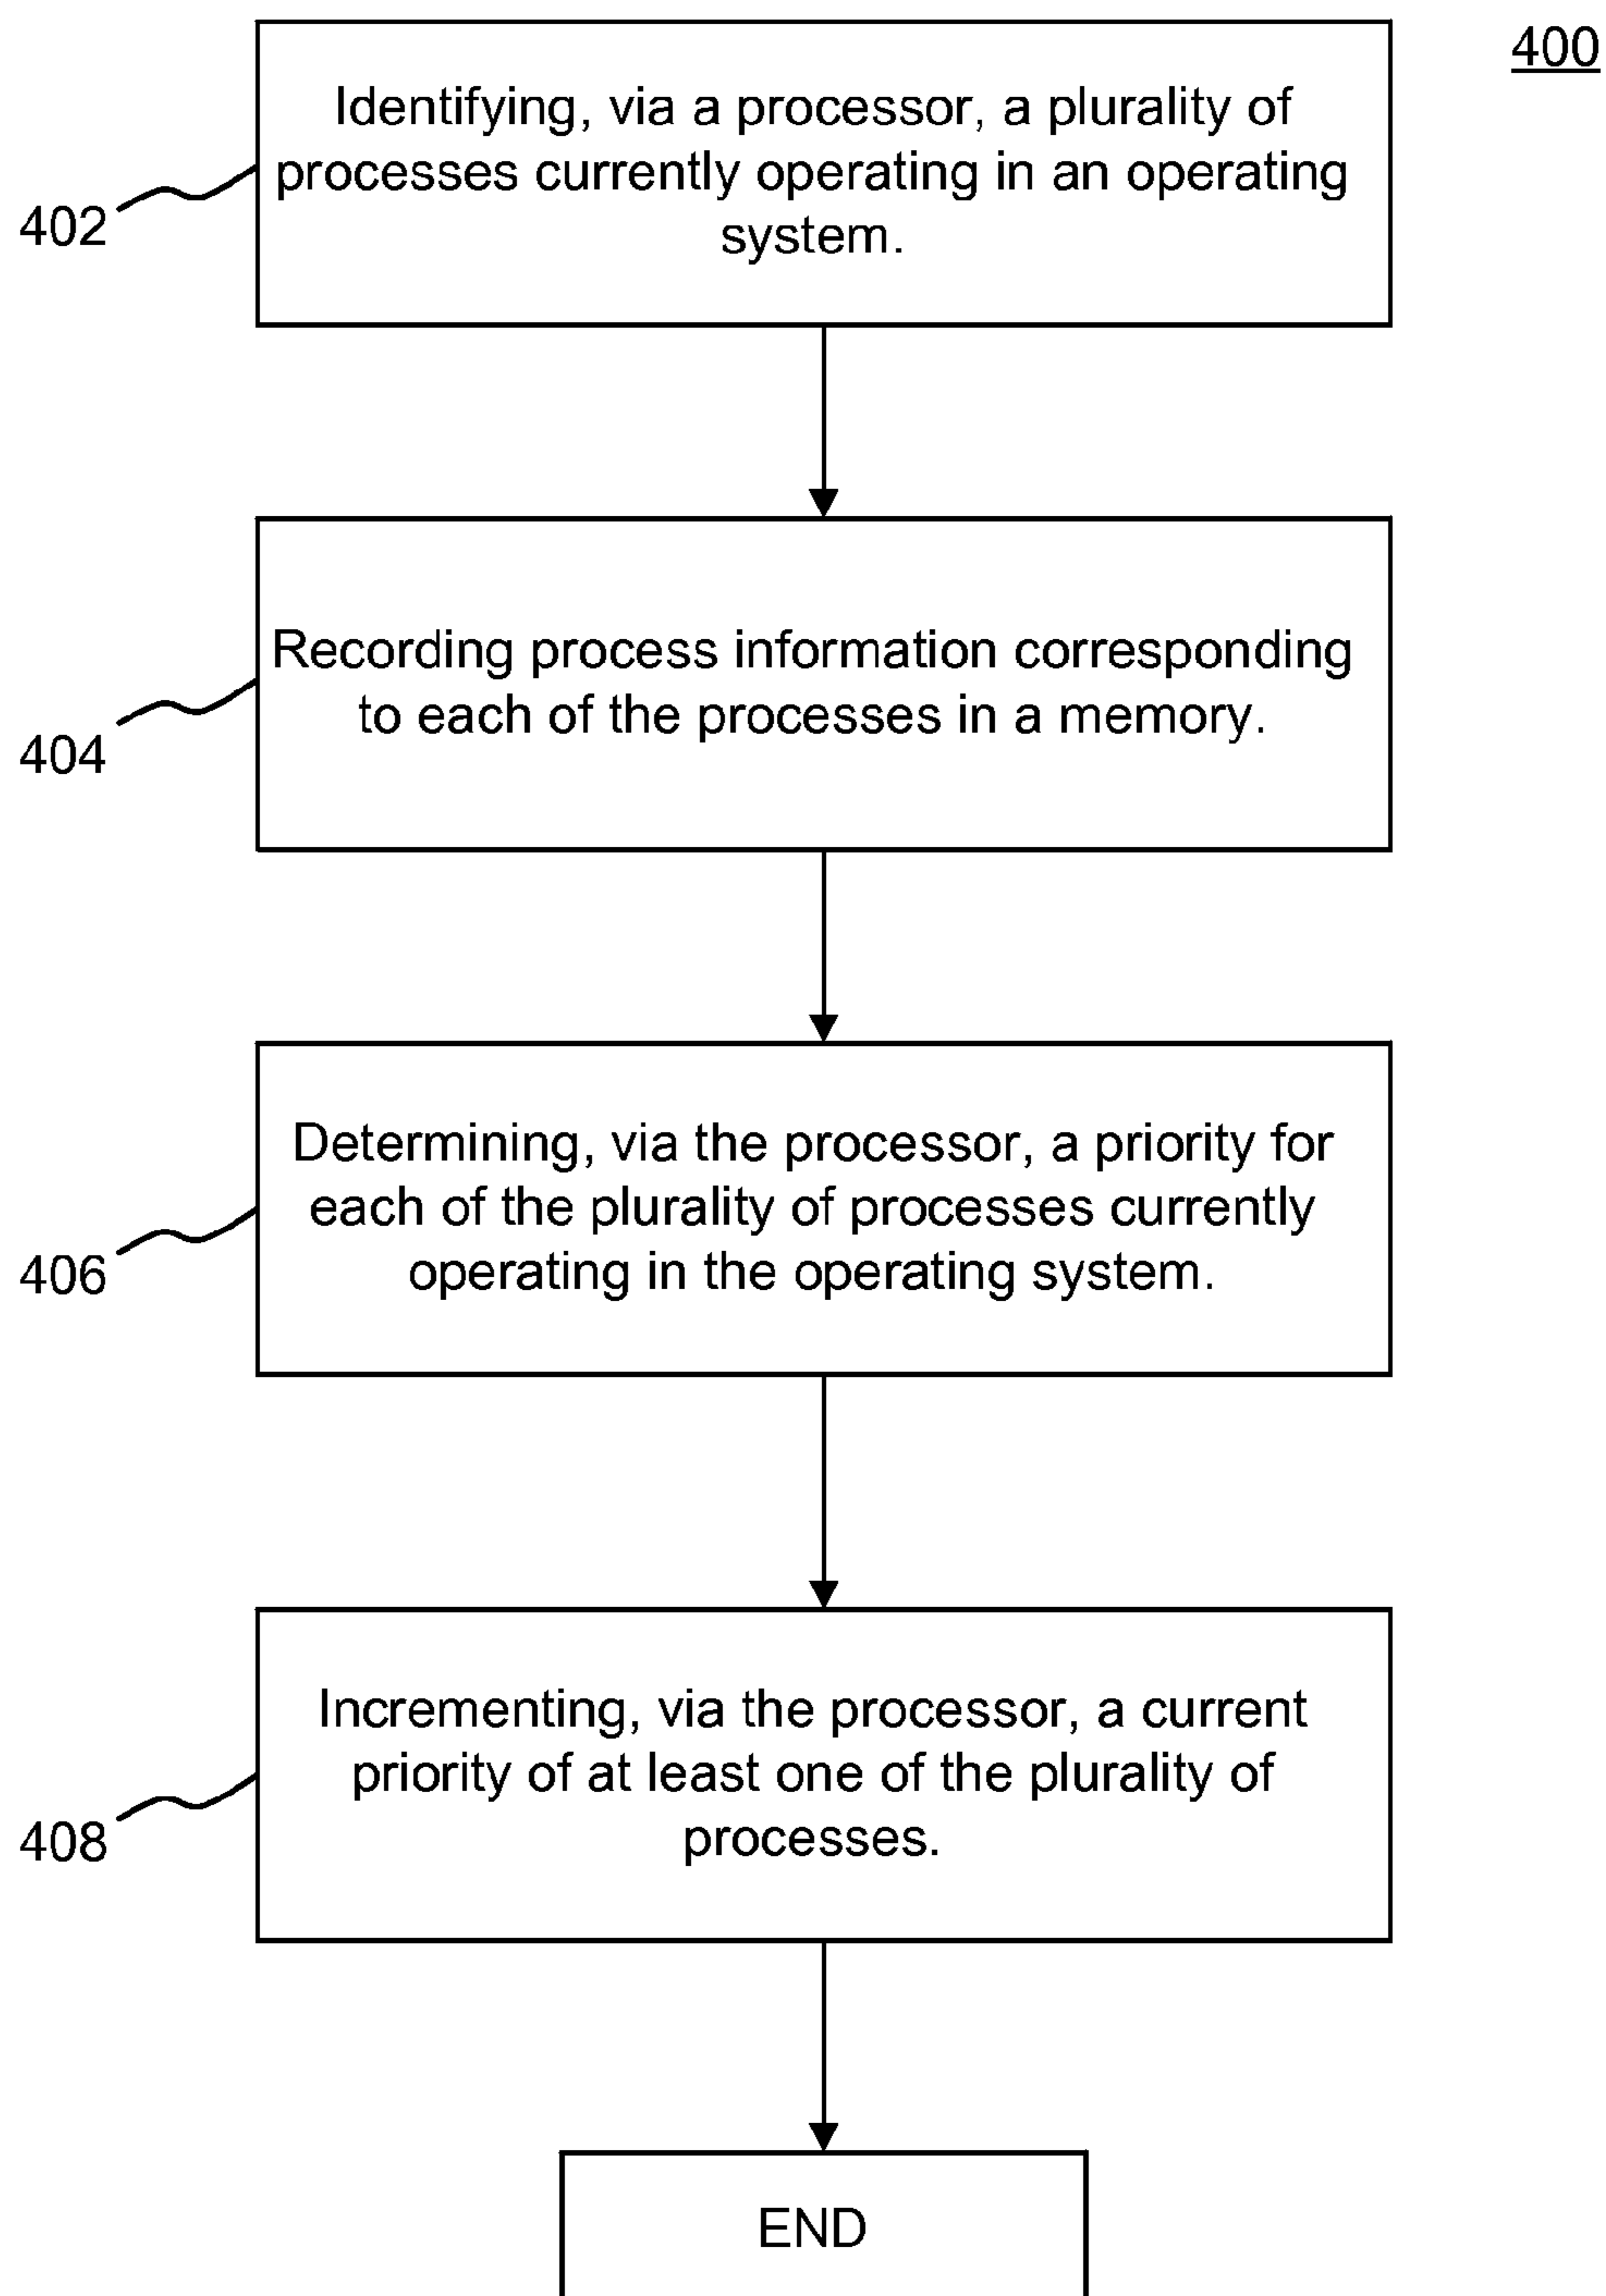 400
Identifying, via a processor, a plurality of
processes currently operating in an operating
system.
402
Recording process information corresponding
to each of the processes in a memory.
404
Determining, via the processor, a priority for
each of the plurality of processes currently
operating in the operating system.
406
Incrementing, via the processor, a current
priority of at least one of the plurality of
processes.
408
END